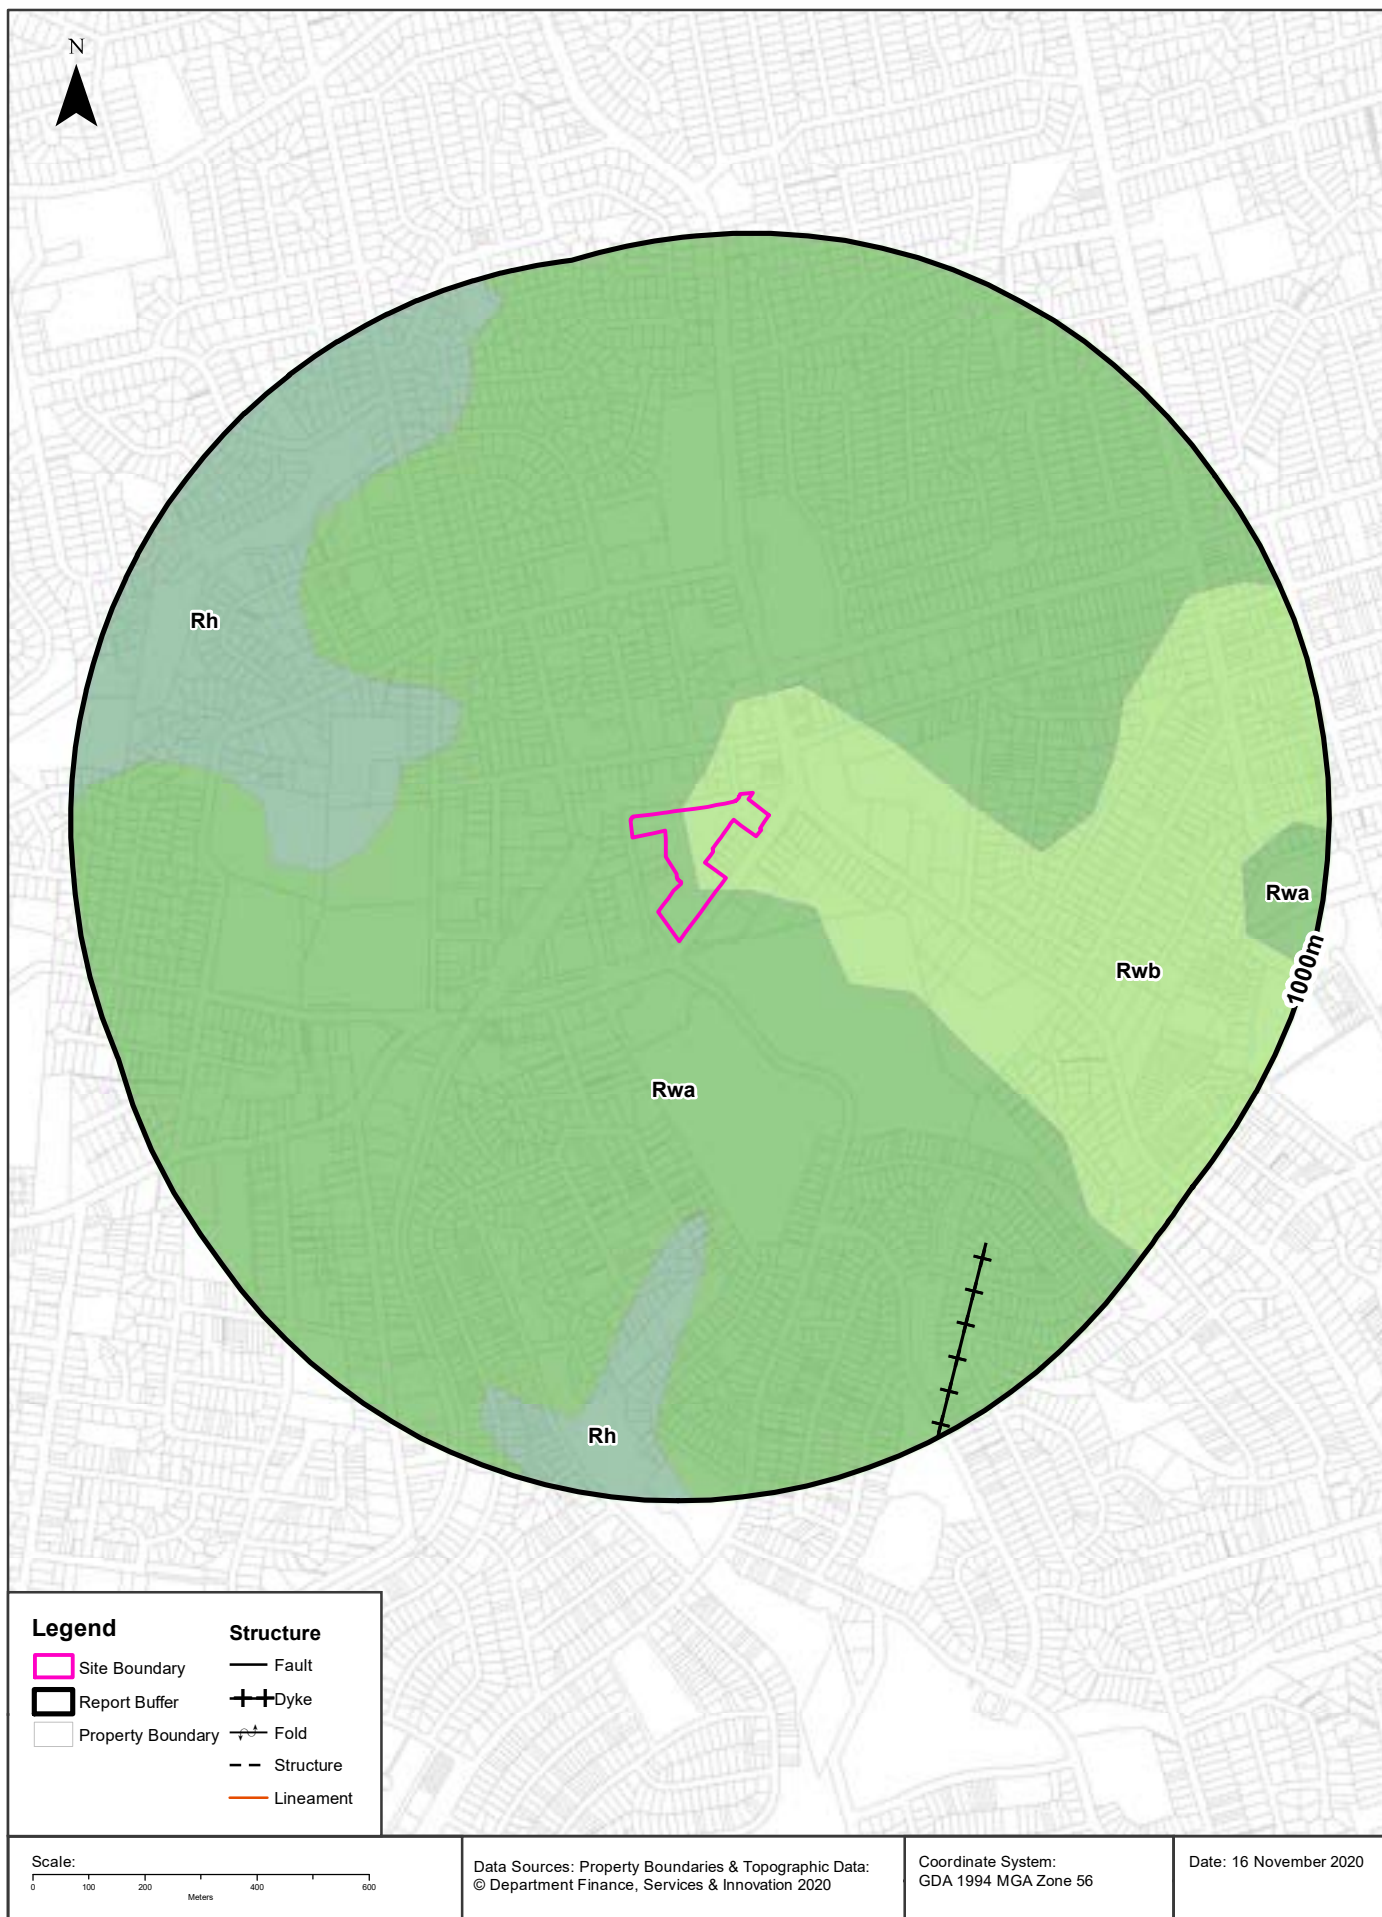 N
Rh
Rwa
1000m
Rwb
Rwa
Rh
Legend
Site Boundary
Report Buffer
Property Boundary
Structure
Fault
Dyke
Fold
Structure
Lineament
Scale:
0 100 200 400 600
Meters
Data Sources: Property Boundaries & Topographic Data:
© Department Finance, Services & Innovation 2020
Coordinate System:
GDA 1994 MGA Zone 56
Date: 16 November 2020